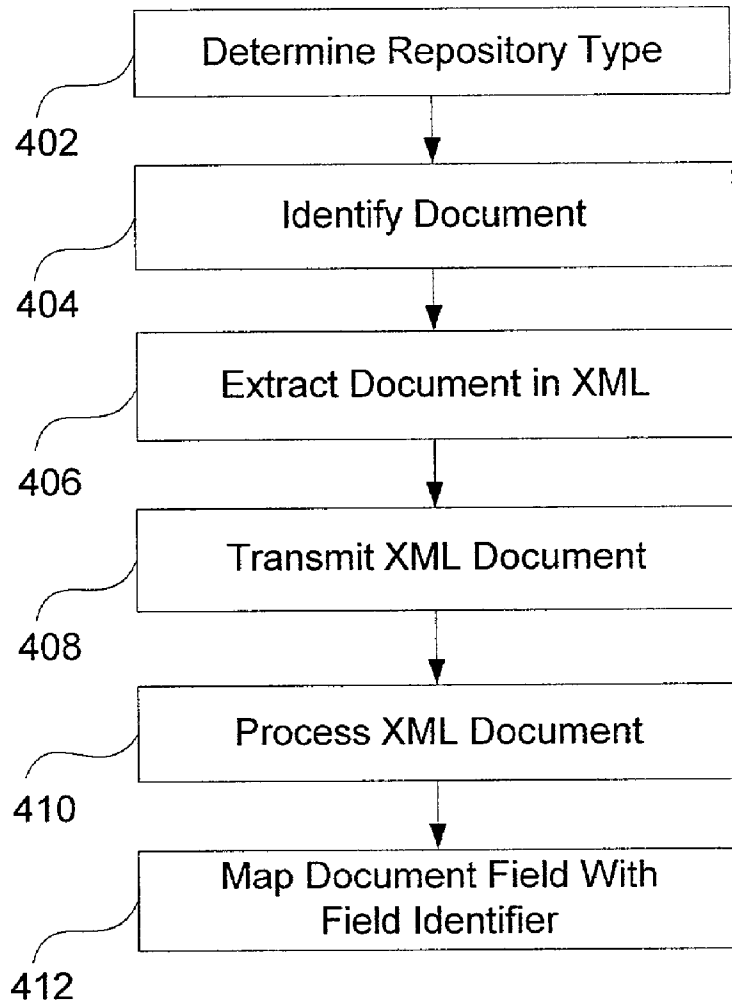 Determine Repository Type
402
Identify Document
404
Extract Document in XML
406
Transmit XML Document
408
Process XML Document
410
Map Document Field With
Field Identifier
412